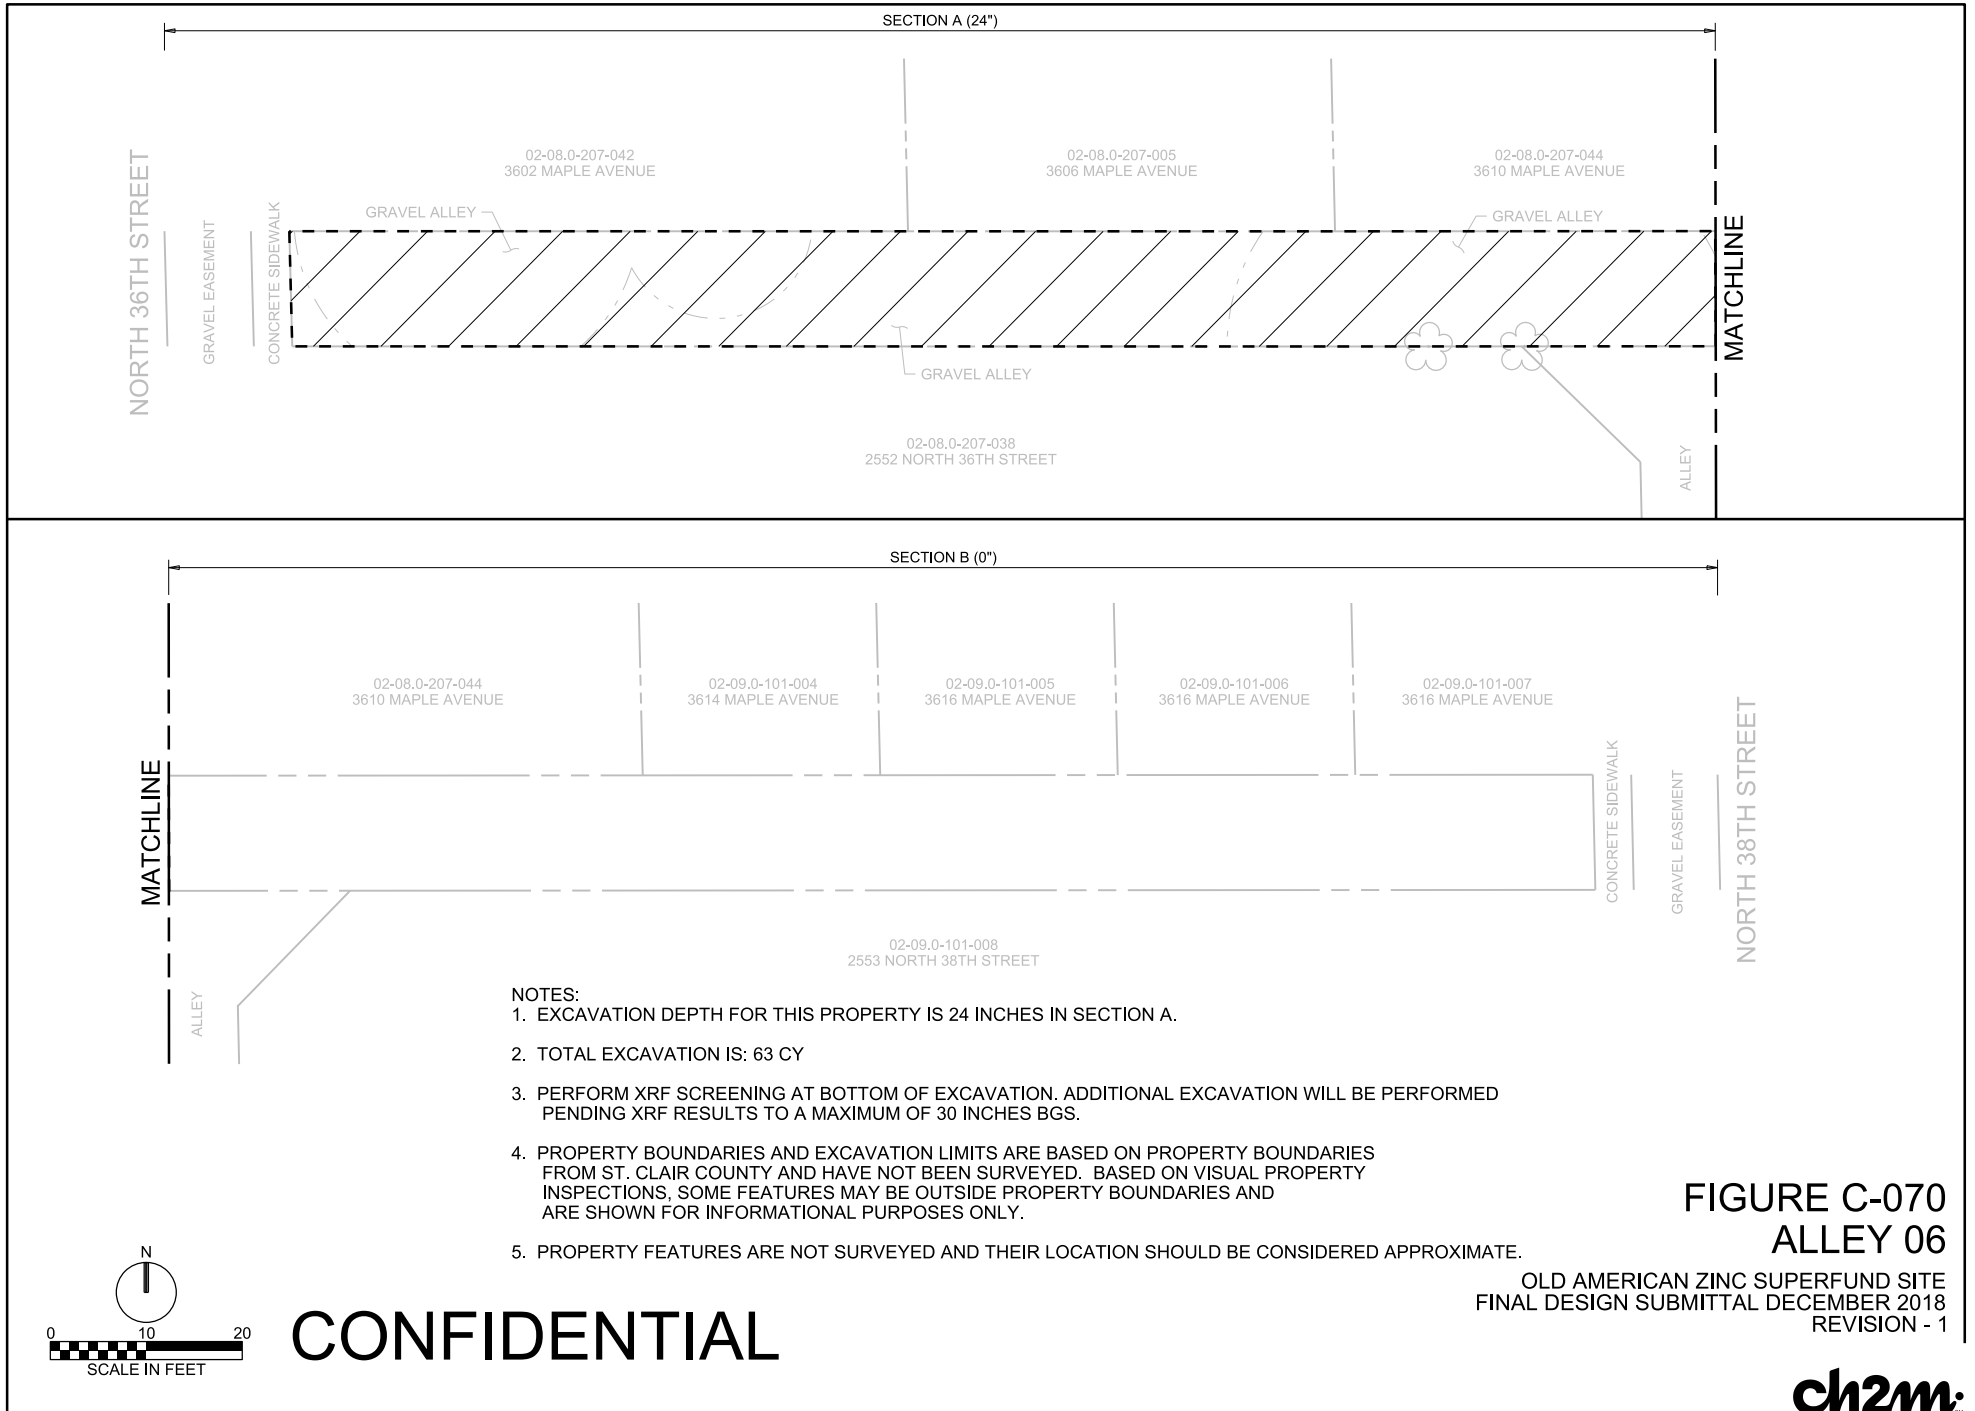 SECTION A (24")
02-08.0-207-042
3602 MAPLE AVENUE
02-08.0-207-005
3606 MAPLE AVENUE
02-08.0-207-044
3610 MAPLE AVENUE
NORTH 36TH STREET
GRAVEL EASEMENT
CONCRETE SIDEWALK
GRAVEL ALLEY
GRAVEL ALLEY
MATCHLINE
GRAVEL ALLEY
02-08.0-207-038
2552 NORTH 36TH STREET
ALLEY
SECTION B (0")
02-08.0-207-044
3610 MAPLE AVENUE
02-09.0-101-004
3614 MAPLE AVENUE
02-09.0-101-005
3616 MAPLE AVENUE
02-09.0-101-006
3616 MAPLE AVENUE
02-09.0-101-007
3616 MAPLE AVENUE
MATCHLINE
CONCRETE SIDEWALK
GRAVEL EASEMENT
NORTH 38TH STREET
02-09.0-101-008
2553 NORTH 38TH STREET
ALLEY
NOTES:
1. EXCAVATION DEPTH FOR THIS PROPERTY IS 24 INCHES IN SECTION A.
2. TOTAL EXCAVATION IS: 63 CY
3. PERFORM XRF SCREENING AT BOTTOM OF EXCAVATION. ADDITIONAL EXCAVATION WILL BE PERFORMED
PENDING XRF RESULTS TO A MAXIMUM OF 30 INCHES BGS.
4. PROPERTY BOUNDARIES AND EXCAVATION LIMITS ARE BASED ON PROPERTY BOUNDARIES
FROM ST. CLAIR COUNTY AND HAVE NOT BEEN SURVEYED. BASED ON VISUAL PROPERTY
INSPECTIONS, SOME FEATURES MAY BE OUTSIDE PROPERTY BOUNDARIES AND
ARE SHOWN FOR INFORMATIONAL PURPOSES ONLY.
5. PROPERTY FEATURES ARE NOT SURVEYED AND THEIR LOCATION SHOULD BE CONSIDERED APPROXIMATE.
N
0 10 20
SCALE IN FEET
CONFIDENTIAL
FIGURE C-070
ALLEY 06
OLD AMERICAN ZINC SUPERFUND SITE
FINAL DESIGN SUBMITTAL DECEMBER 2018
REVISION - 1
ch2m: